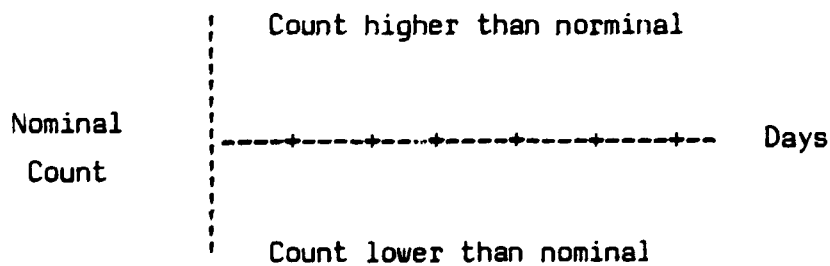 Count higher than norminal
Nominal
Count
Days
Count lower than nominal